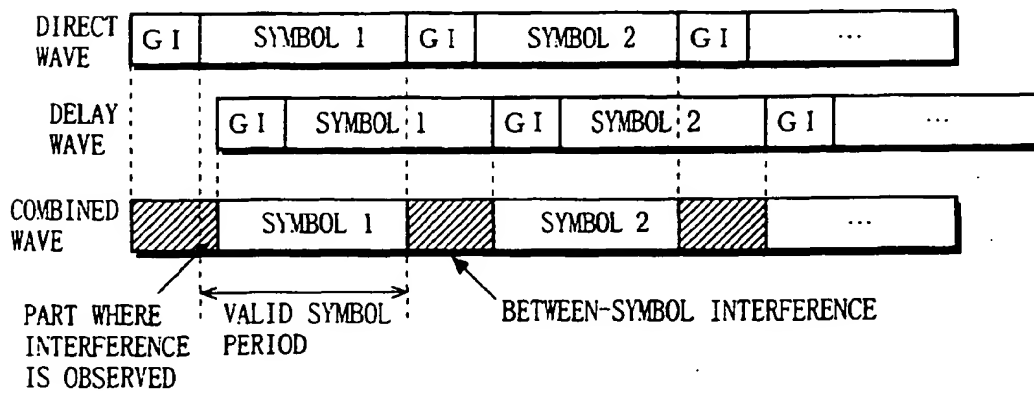 DIRECT WAVE
GI SYMBOL 1 GI SYMBOL 2 GI ...
DELAY WAVE
GI SYMBOL 1 GI SYMBOL 2 GI ...
COMBINED WAVE
SYMBOL 1 SYMBOL 2 ...
PART WHERE
INTERFERENCE
IS OBSERVED
VALID SYMBOL
PERIOD
BETWEEN-SYMBOL INTERFERENCE